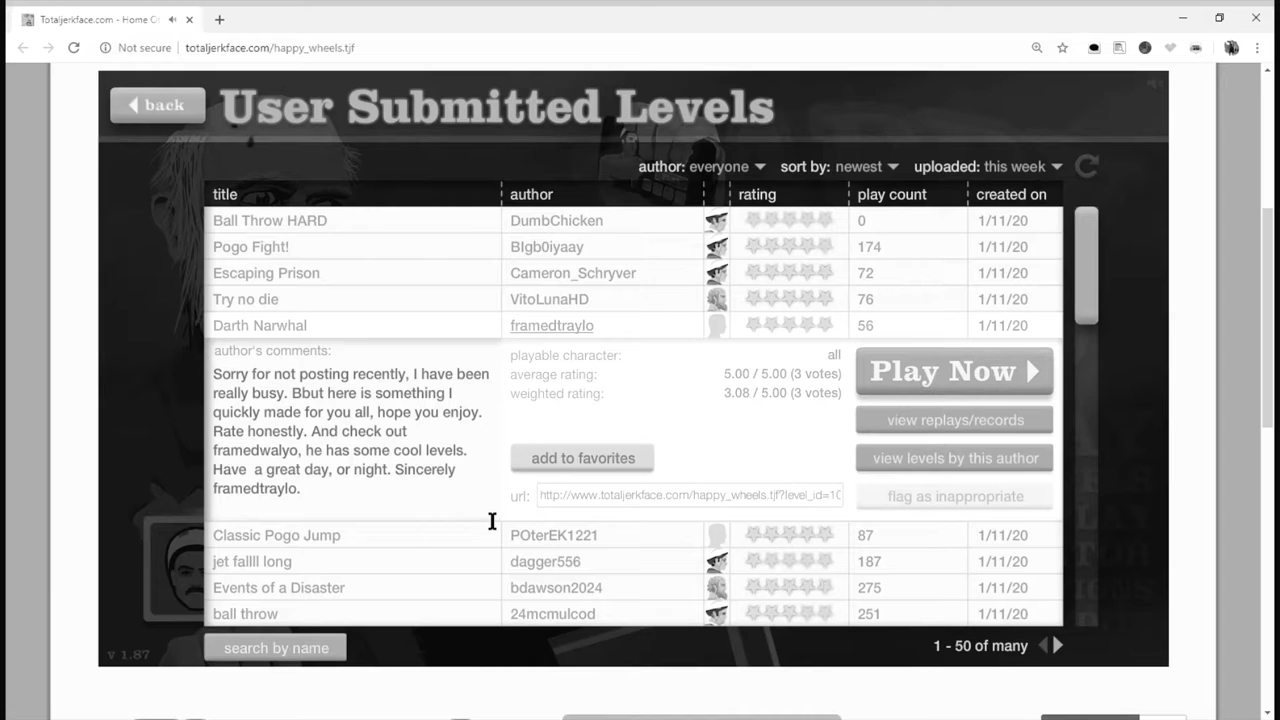 Totaljerkface.com - Home C
Not secure totaljerkface.com/happy_wheels.tjf
back User Submitted Levels
author: everyone sort by: newest uploaded: this week
title author rating play count created on
Ball Throw HARD DumbChicken 0 1/11/20
Pogo Fight! BIgb0iyaay 174 1/11/20
Escaping Prison Cameron_Schryver 72 1/11/20
Try no die VitoLunaHD 76 1/11/20
Darth Narwhal framedtraylo 56 1/11/20
author's comments:
Sorry for not posting recently, I have been
really busy. Bbut here is something I
quickly made for you all, hope you enjoy.
Rate honestly. And check out
framedwalyo, he has some cool levels.
Have a great day, or night. Sincerely
framedtraylo.
playable character: all
average rating: 5.00 / 5.00 (3 votes)
weighted rating: 3.08 / 5.00 (3 votes)
add to favorites
url: http://www.totaljerkface.com/happy_wheels.tjf?level_id=10
Play Now
view replays/records
view levels by this author
flag as inappropriate
Classic Pogo Jump POterEK1221 87 1/11/20
jet fallll long dagger556 187 1/11/20
Events of a Disaster bdawson2024 275 1/11/20
ball throw 24mcmulcod 251 1/11/20
search by name 1 - 50 of many
v 1.87